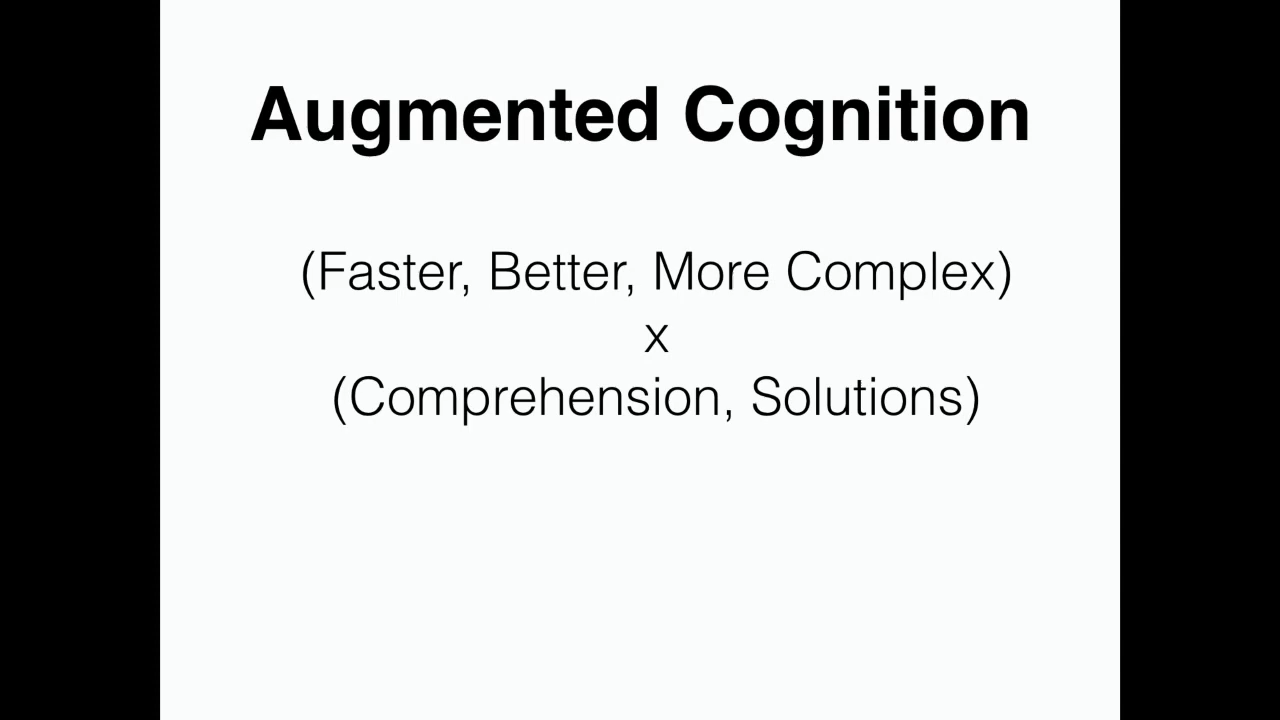 Augmented Cognition
(Faster, Better, More Complex)
x
(Comprehension, Solutions)